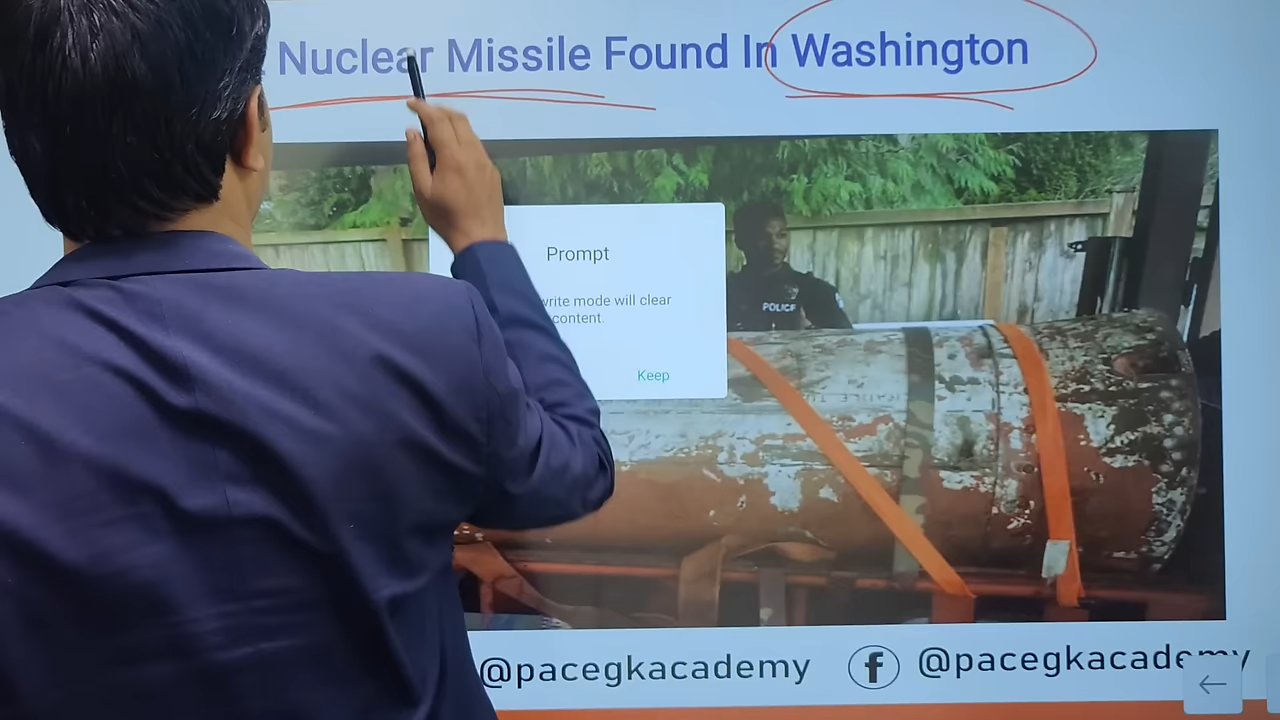 Nuclear Missile Found In Washington
Prompt
write mode will clear
content.
Keep
POLICE
@pacegkacademy
f @pacegkacademy